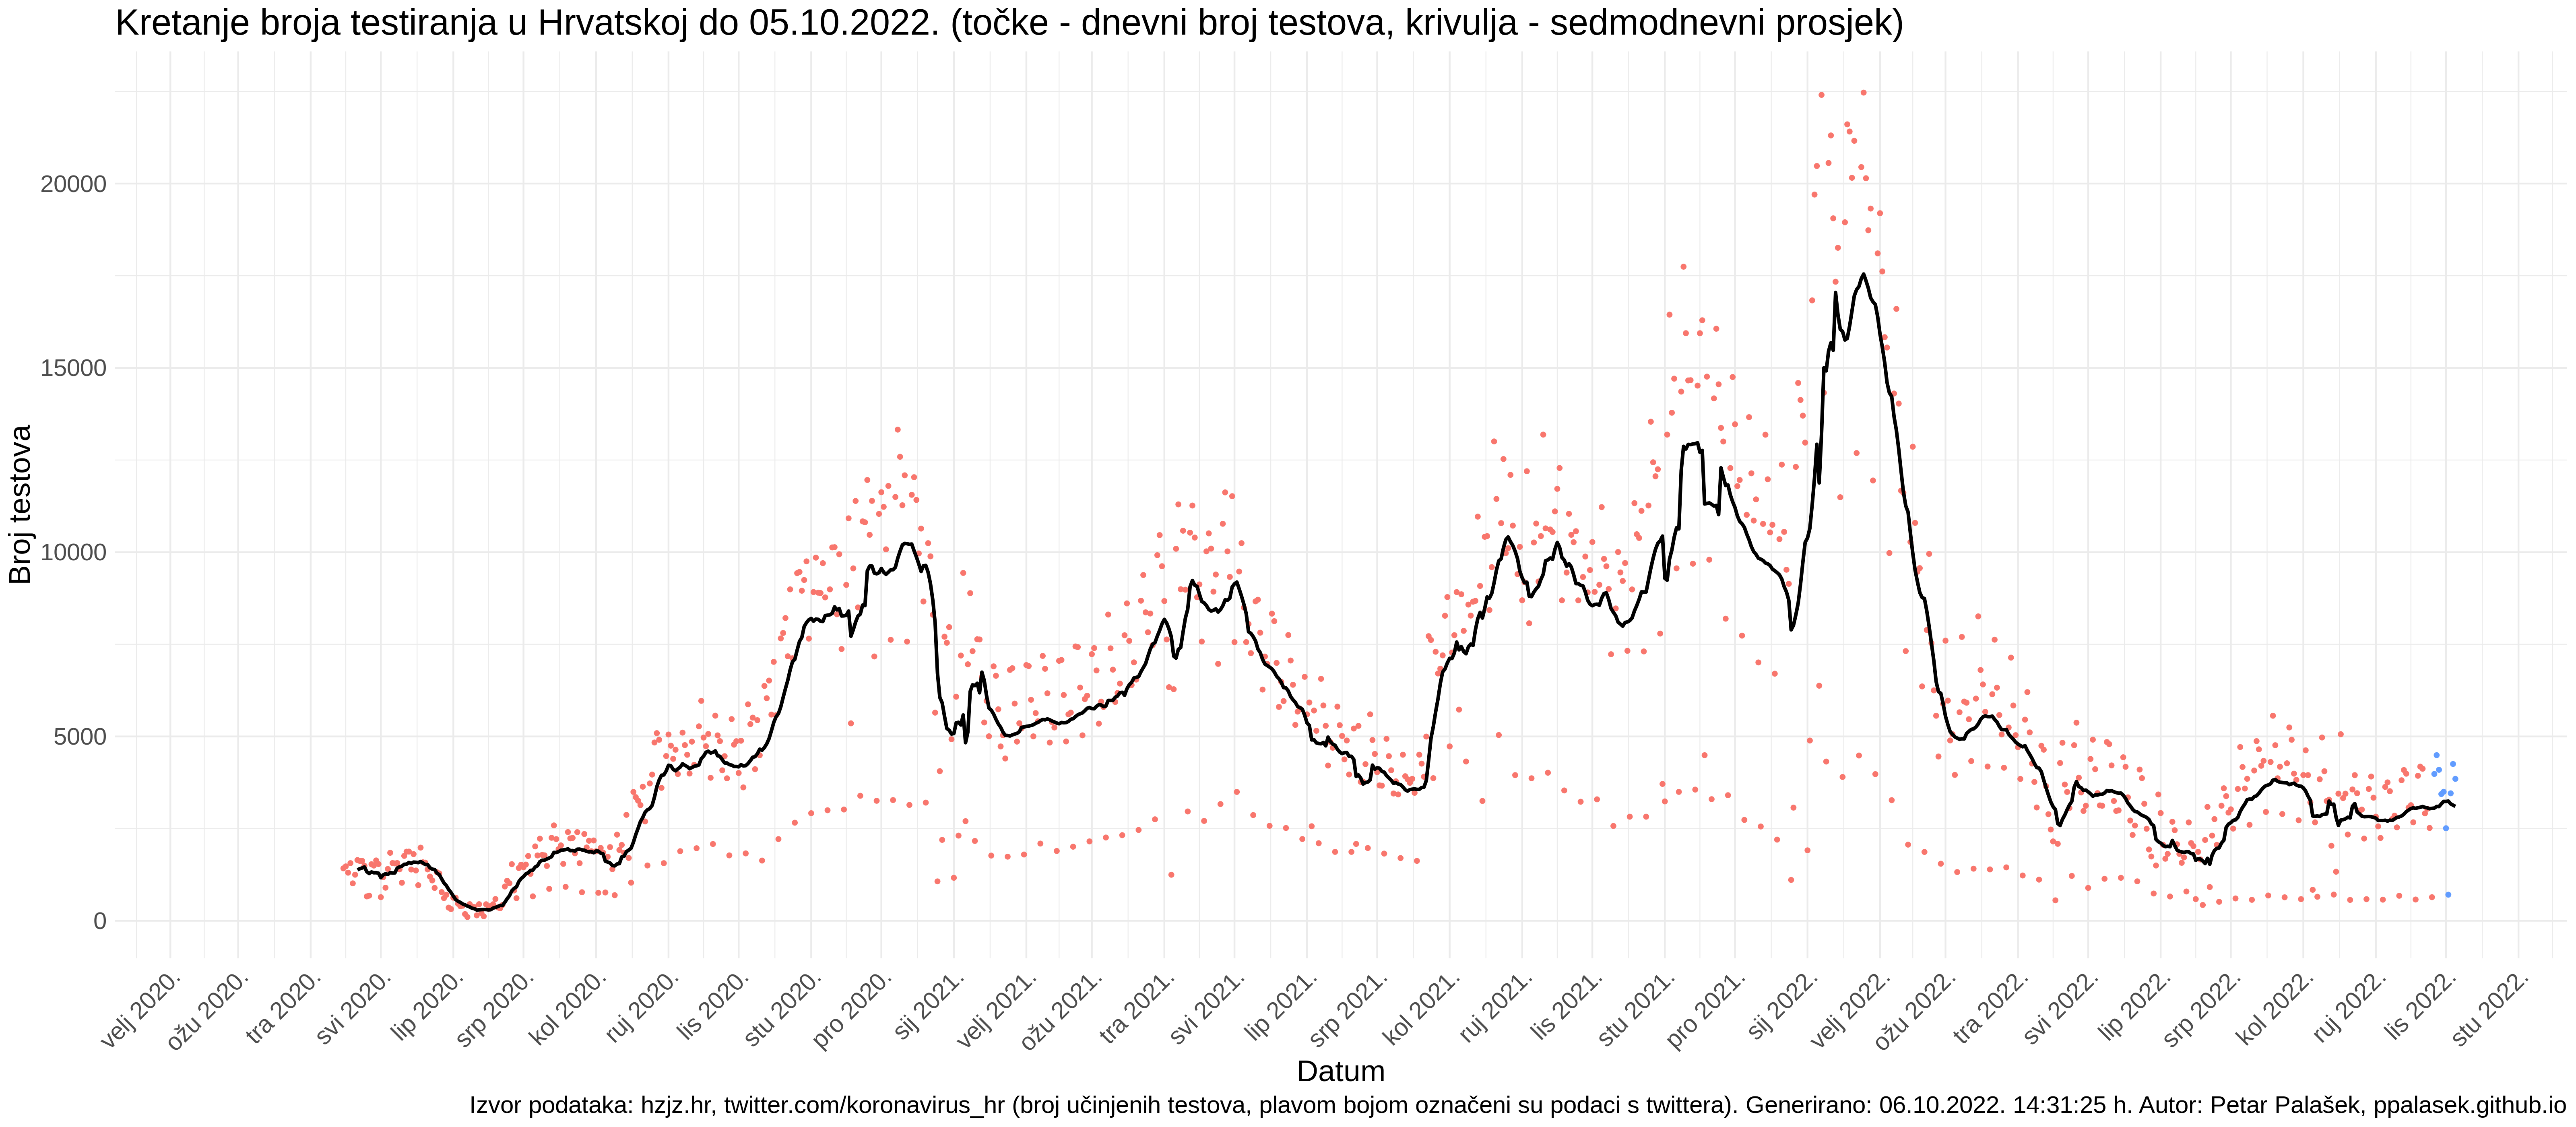 Kretanje broja testiranja u Hrvatskoj do 05.10.2022. (točke - dnevni broj testova, krivulja - sedmodnevni prosjek)
Broj testova
20000
15000
10000
5000
0
velj 2020.
ožu 2020.
tra 2020.
svi 2020.
lip 2020.
srp 2020.
kol 2020.
ruj 2020.
lis 2020.
stu 2020.
pro 2020.
sij 2021.
velj 2021.
ožu 2021.
tra 2021.
svi 2021.
lip 2021.
srp 2021.
kol 2021.
ruj 2021.
lis 2021.
stu 2021.
pro 2021.
sij 2022.
velj 2022.
ožu 2022.
tra 2022.
svi 2022.
lip 2022.
srp 2022.
kol 2022.
ruj 2022.
lis 2022.
stu 2022.
Datum
Izvor podataka: hzjz.hr, twitter.com/koronavirus_hr (broj učinjenih testova, plavom bojom označeni su podaci s twittera). Generirano: 06.10.2022. 14:31:25 h. Autor: Petar Palašek, ppalasek.github.io